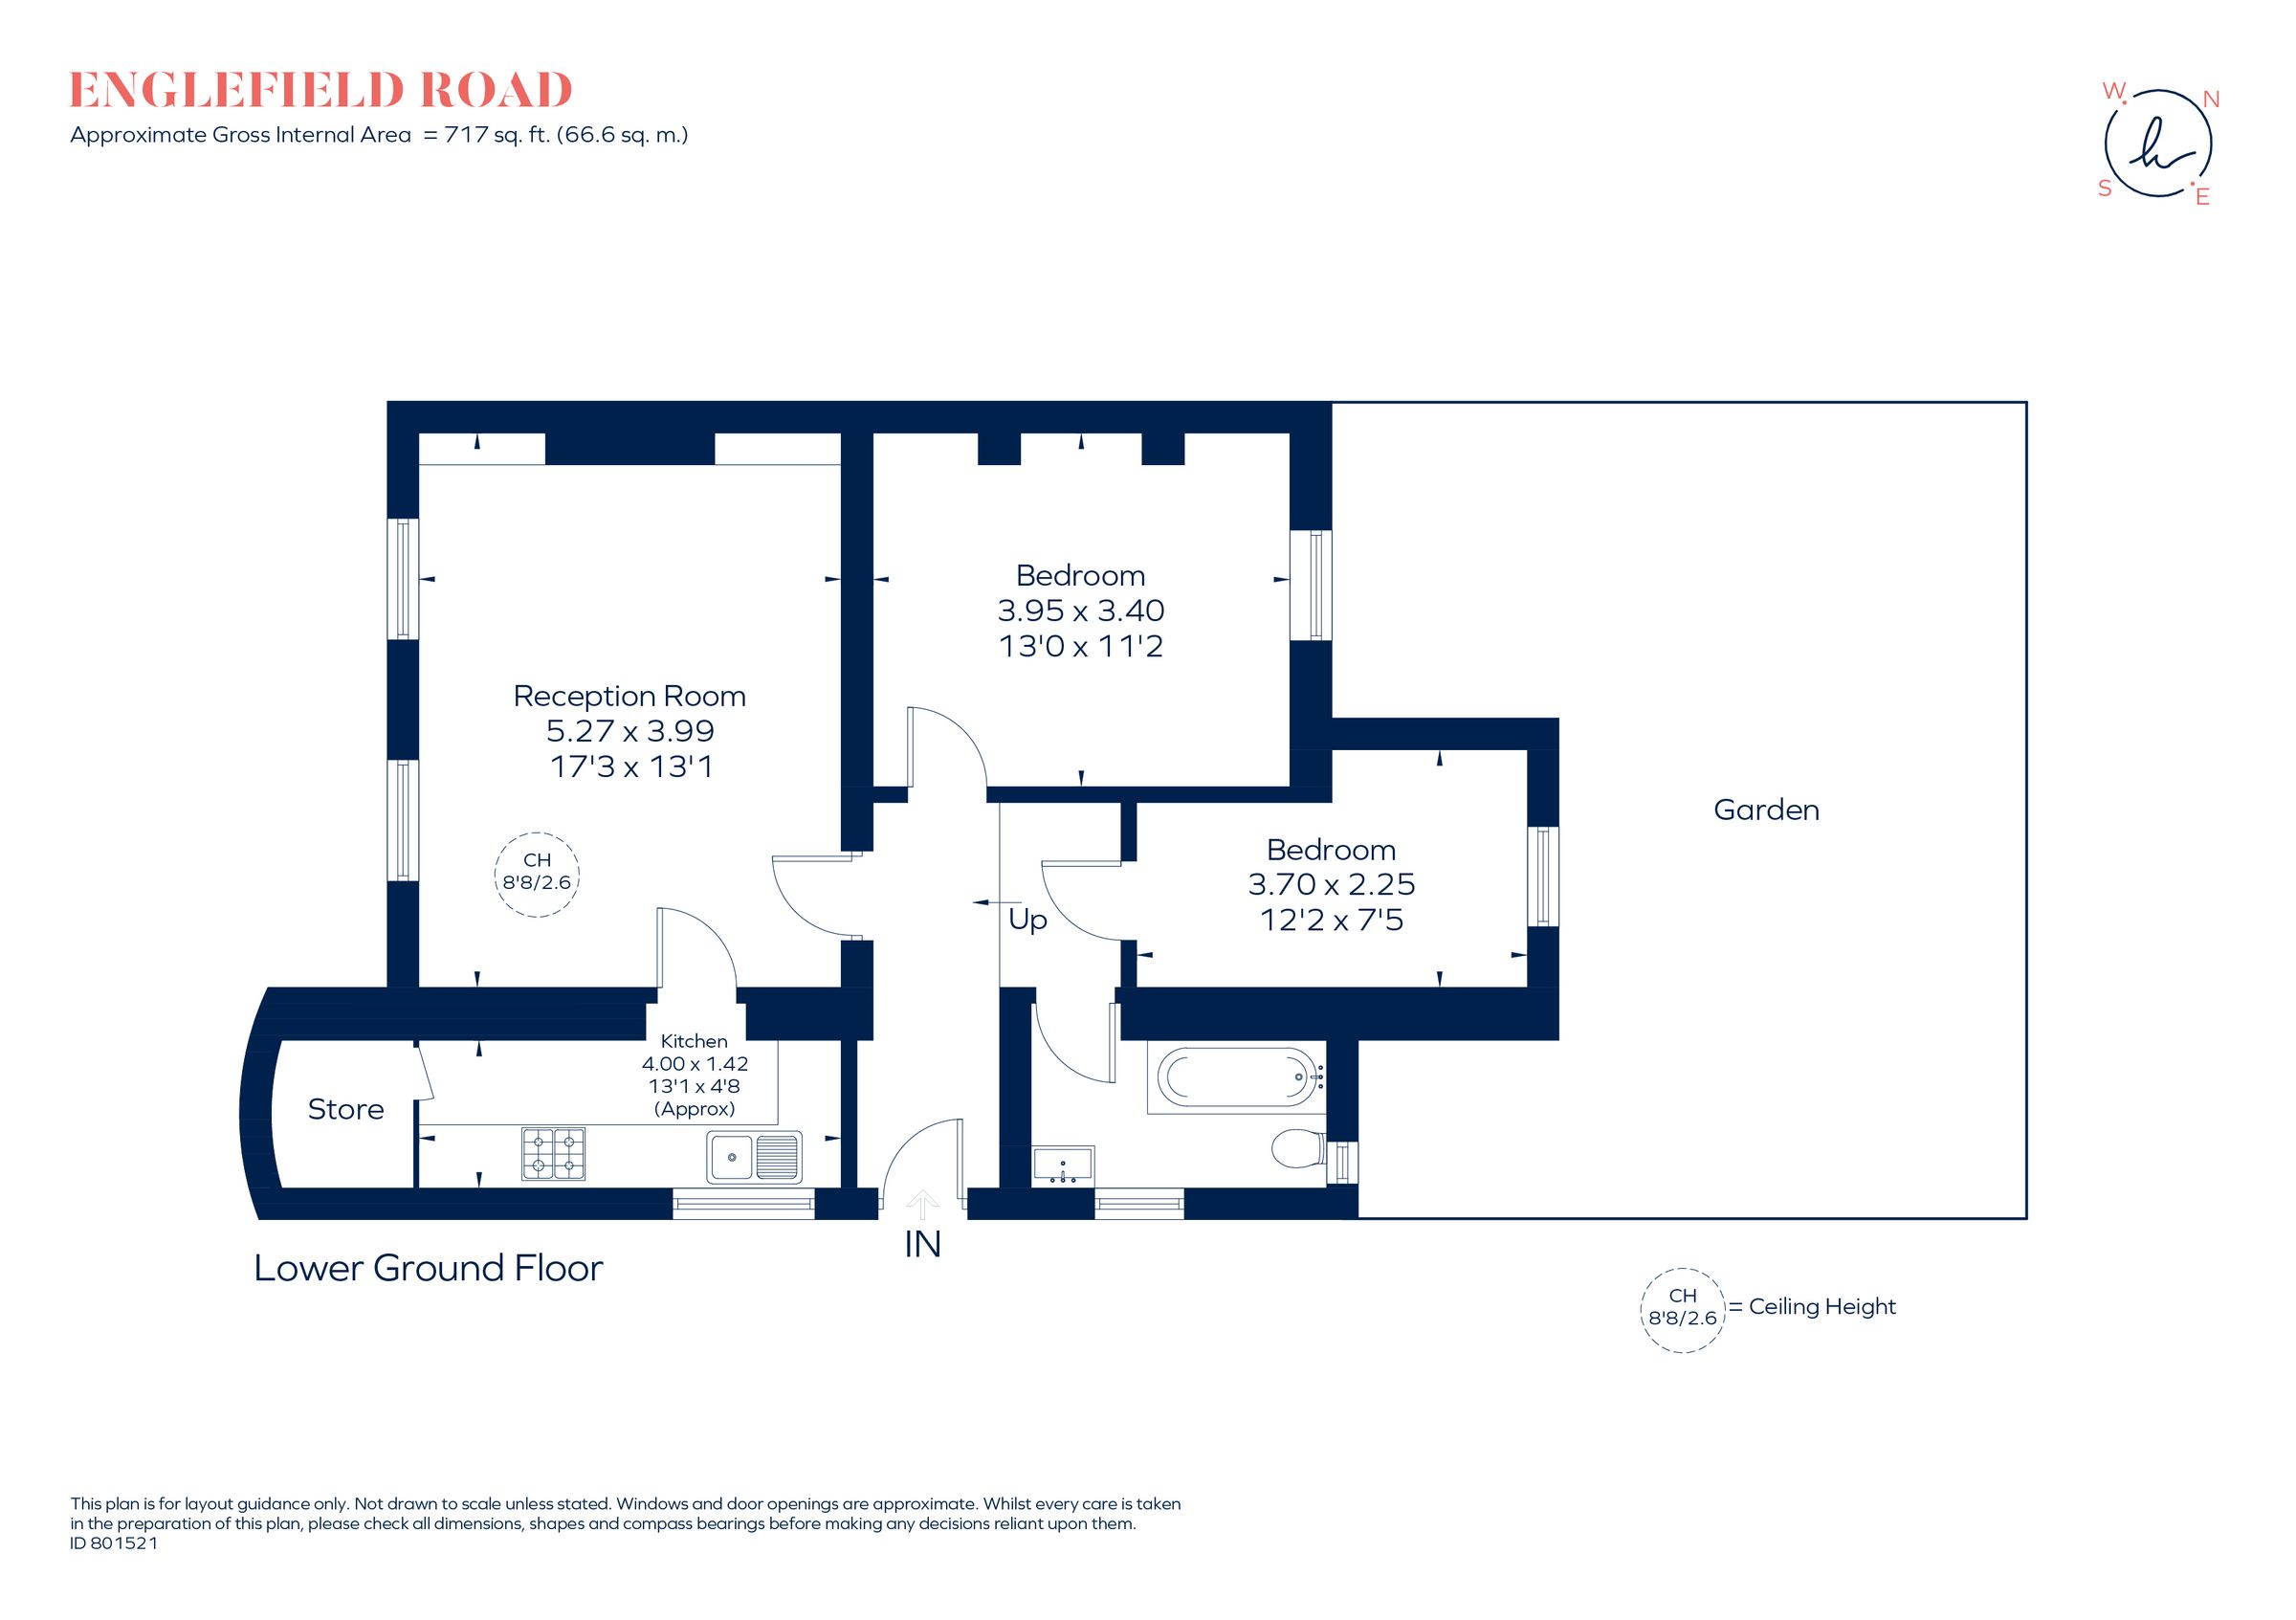 ENGLEFIELD ROAD
Approximate Gross Internal Area = 717 sq. ft. (66.6 sq. m.)
W
N
S
E
Bedroom
3.95 x 3.40
13'0 x 11'2
Reception Room
5.27 x 3.99
17'3 x 13'1
CH
8'8/2.6
Garden
Bedroom
3.70 x 2.25
12'2 x 7'5
Up
Kitchen
4.00 x 1.42
13'1 x 4'8
(Approx)
Store
IN
Lower Ground Floor
CH
8'8/2.6
= Ceiling Height
This plan is for layout guidance only. Not drawn to scale unless stated. Windows and door openings are approximate. Whilst every care is taken
in the preparation of this plan, please check all dimensions, shapes and compass bearings before making any decisions reliant upon them.
ID 801521